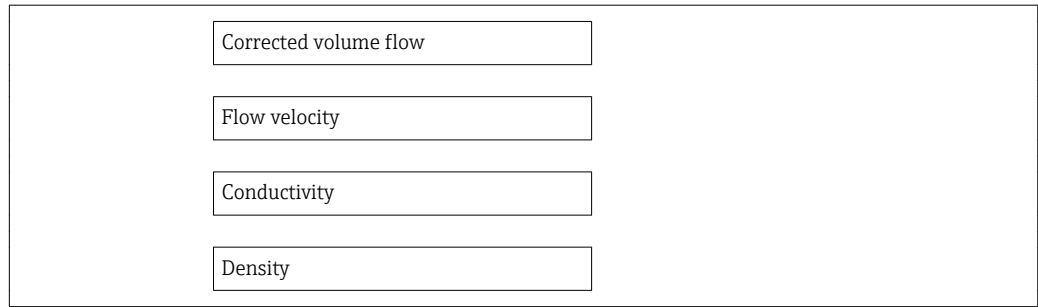 Corrected volume flow
Flow velocity
Conductivity
Density